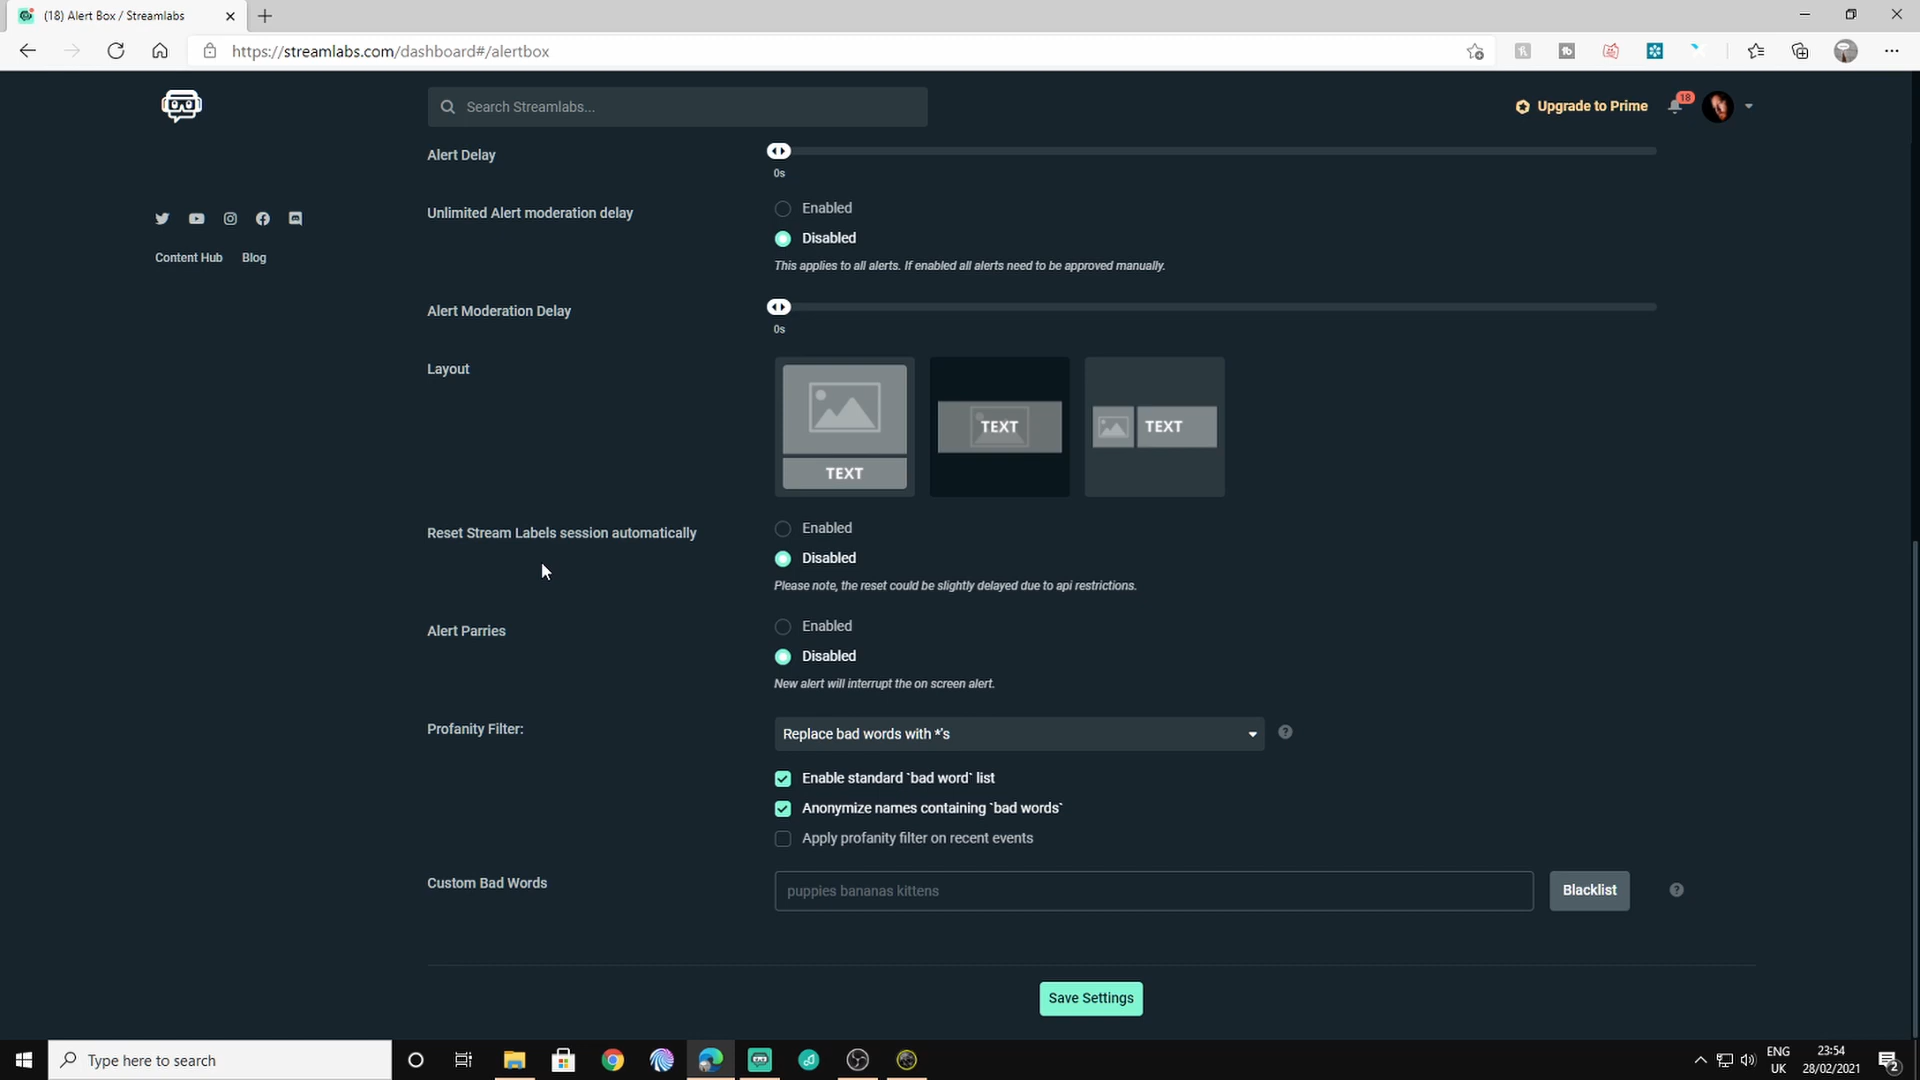 (18) Alert Box / Streamlabs
https://streamlabs.com/dashboard#/alertbox
Search Streamlabs...
Upgrade to Prime
18
Alert Delay
0s
Unlimited Alert moderation delay
Enabled
Disabled
This applies to all alerts. If enabled all alerts need to be approved manually.
Content Hub Blog
Alert Moderation Delay
0s
Layout
TEXT
TEXT
TEXT
Reset Stream Labels session automatically
Enabled
Disabled
Please note, the reset could be slightly delayed due to api restrictions.
Alert Parries
Enabled
Disabled
New alert will interrupt the on screen alert.
Profanity Filter:
Replace bad words with *'s
Enable standard `bad word` list
Anonymize names containing `bad words`
Apply profanity filter on recent events
Custom Bad Words
puppies bananas kittens
Blacklist
Save Settings
Type here to search
ENG
UK
23:54
28/02/2021
2